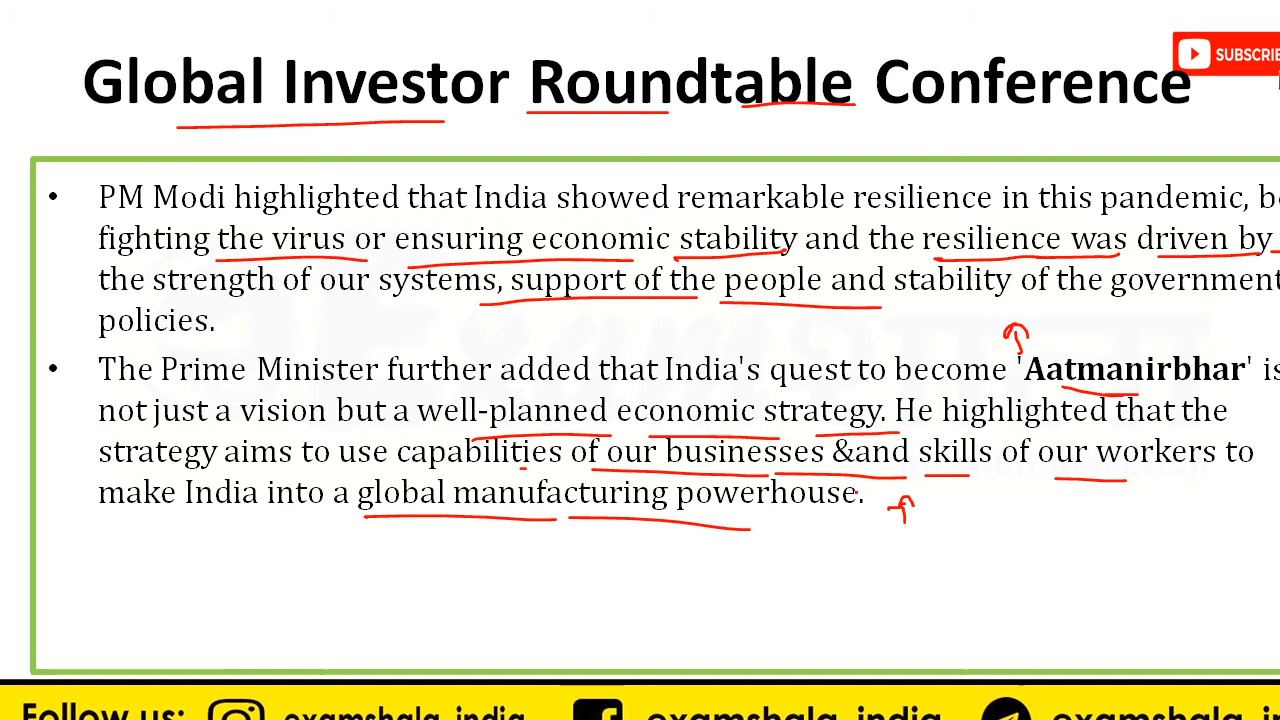 Global Investor Roundtable Conference
SUBSCRIBE
• PM Modi highlighted that India showed remarkable resilience in this pandemic, be
fighting the virus or ensuring economic stability and the resilience was driven by
the strength of our systems, support of the people and stability of the government
policies.
• The Prime Minister further added that India's quest to become 'Aatmanirbhar' is
not just a vision but a well-planned economic strategy. He highlighted that the
strategy aims to use capabilities of our businesses &and skills of our workers to
make India into a global manufacturing powerhouse.
Follow us: examshala_india examshala_india examshala_india